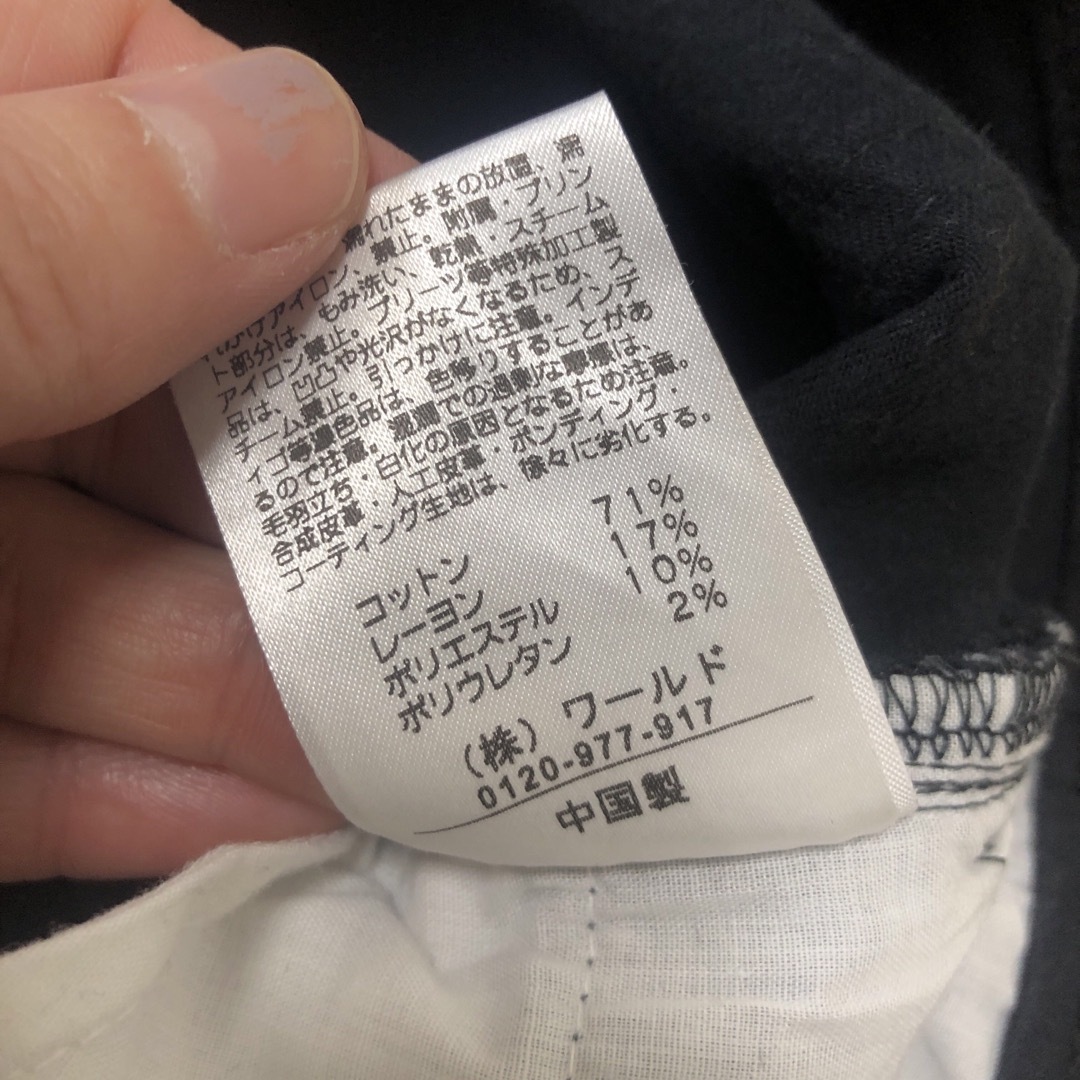 濡れたままの放置、濡
れかけアイロン、禁止。附属・プリン
ト部分は、もみ洗い、乾燥・スチーム
アイロン禁止。プリーツ等特殊加工製
品は、凹凸や光沢がなくなるため、ス
チーム禁止。引っかけに注意。インデ
ィゴ等濃色品は、色移りすることがあ
るので注意。濃潤での過剰な摩擦は、
毛羽立ち・白化の原因となるため注意。
合成皮革・人工皮革・ボンディング・
コーティング生地は、徐々に劣化する。
コットン 71%
レーヨン 17%
ポリエステル 10%
ポリウレタン 2%
(株) ワールド
0120-977-917
中国製